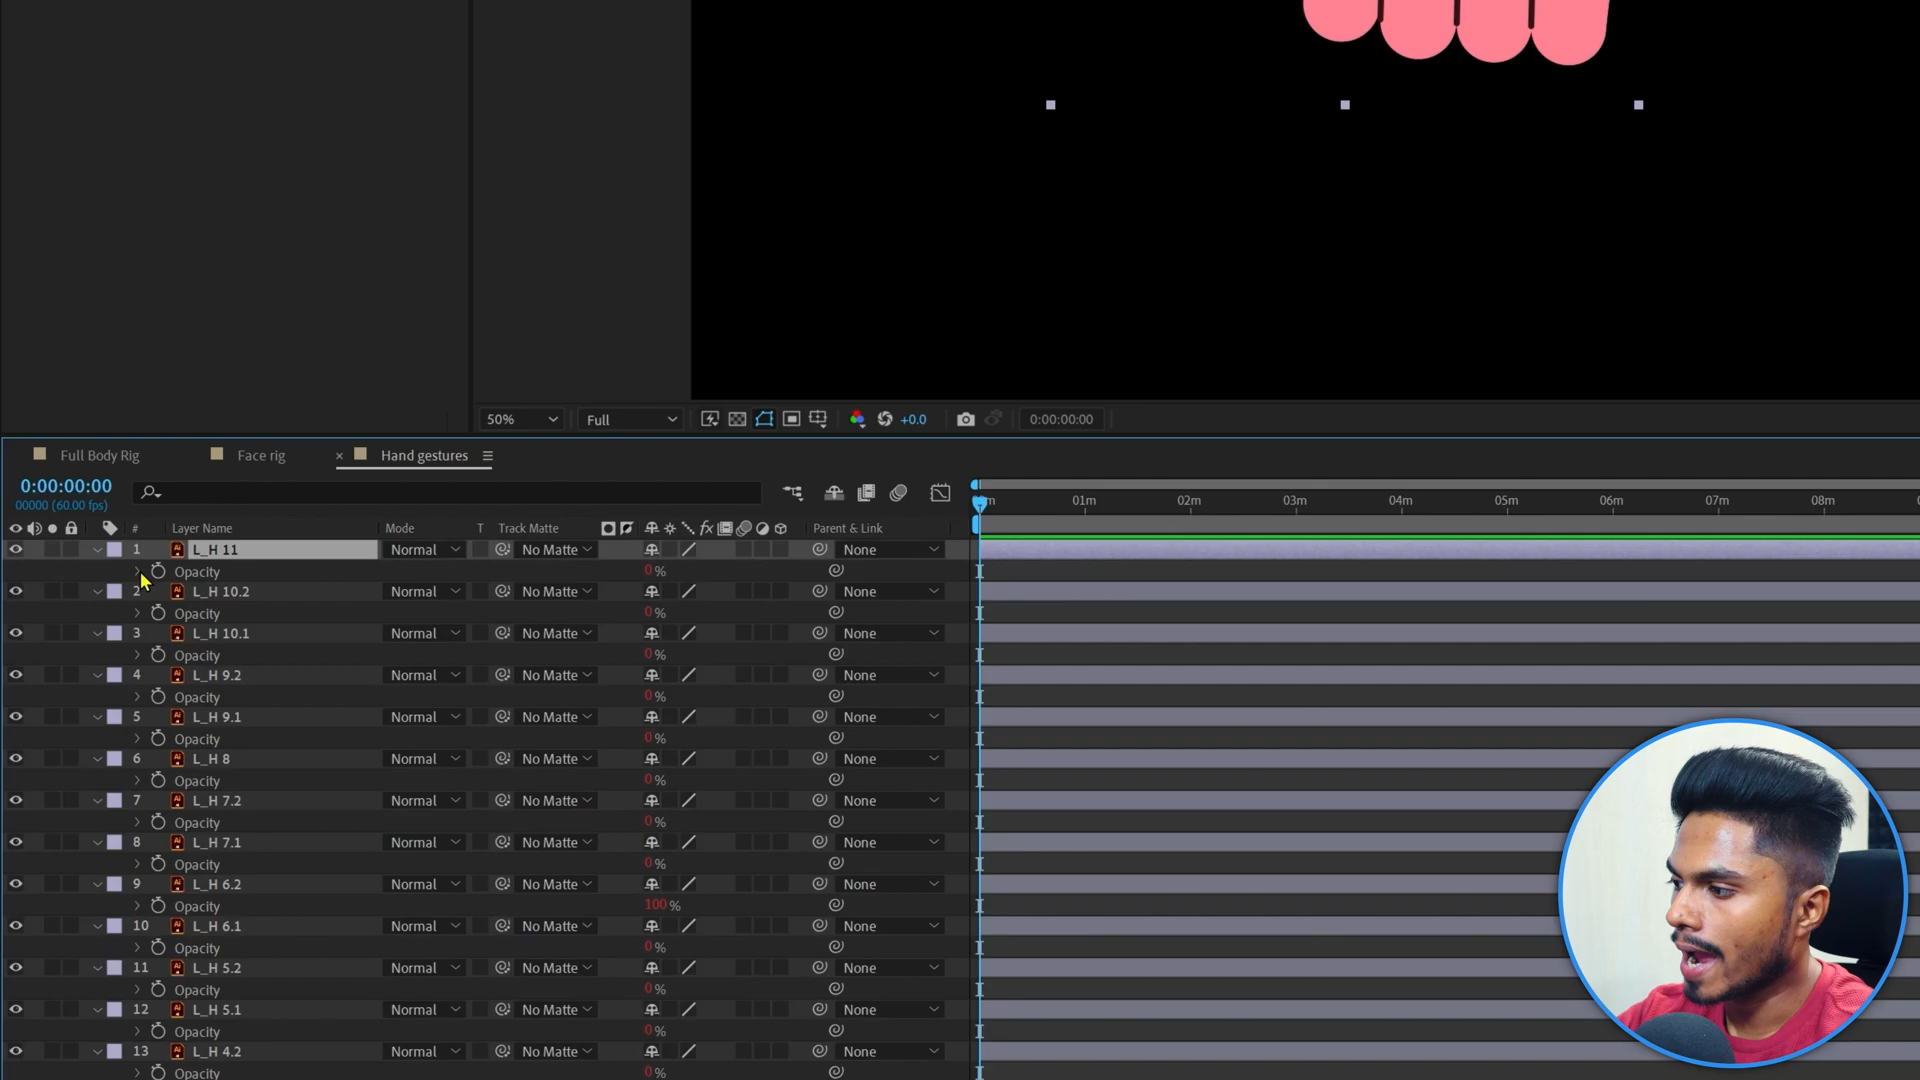 50% Full +0.0 0:00:00:00
Full Body Rig Face rig × Hand gestures
0:00:00:00
00000 (60.00 fps)
01m 02m 03m 04m 05m 06m 07m 08m
# Layer Name Mode T Track Matte fx Parent & Link
1 L_H 11 Normal No Matte None
Opacity 0%
2 L_H 10.2 Normal No Matte None
Opacity 0%
3 L_H 10.1 Normal No Matte None
Opacity 0%
4 L_H 9.2 Normal No Matte None
Opacity 0%
5 L_H 9.1 Normal No Matte None
Opacity 0%
6 L_H 8 Normal No Matte None
Opacity 0%
7 L_H 7.2 Normal No Matte None
Opacity 0%
8 L_H 7.1 Normal No Matte None
Opacity 0%
9 L_H 6.2 Normal No Matte None
Opacity 100%
10 L_H 6.1 Normal No Matte None
Opacity 0%
11 L_H 5.2 Normal No Matte None
Opacity 0%
12 L_H 5.1 Normal No Matte None
Opacity 0%
13 L_H 4.2 Normal No Matte None
Opacity 0%